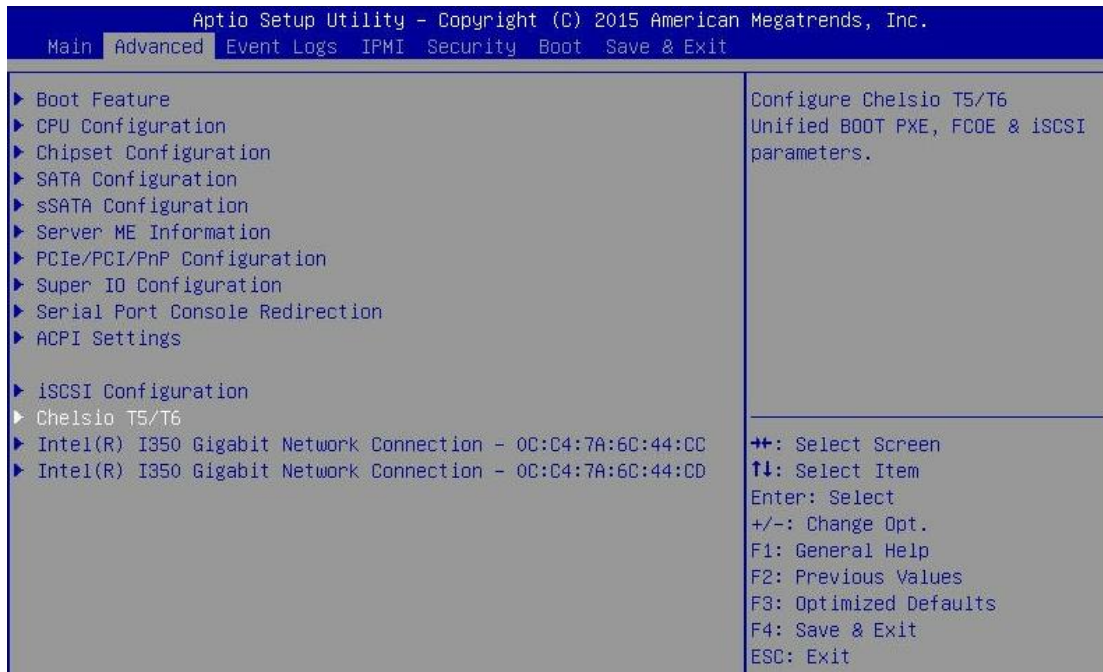 Aptio Setup Utility – Copyright (C) 2015 American Megatrends, Inc.
Main Advanced Event Logs IPMI Security Boot Save & Exit
▶ Boot Feature
▶ CPU Configuration
▶ Chipset Configuration
▶ SATA Configuration
▶ sSATA Configuration
▶ Server ME Information
▶ PCIe/PCI/PnP Configuration
▶ Super IO Configuration
▶ Serial Port Console Redirection
▶ ACPI Settings
▶ iSCSI Configuration
▶ Chelsio T5/T6
▶ Intel(R) I350 Gigabit Network Connection – 0C:C4:7A:6C:44:CC
▶ Intel(R) I350 Gigabit Network Connection – 0C:C4:7A:6C:44:CD
Configure Chelsio T5/T6
Unified BOOT PXE, FCOE & iSCSI
parameters.
→←: Select Screen
↑↓: Select Item
Enter: Select
+/-: Change Opt.
F1: General Help
F2: Previous Values
F3: Optimized Defaults
F4: Save & Exit
ESC: Exit